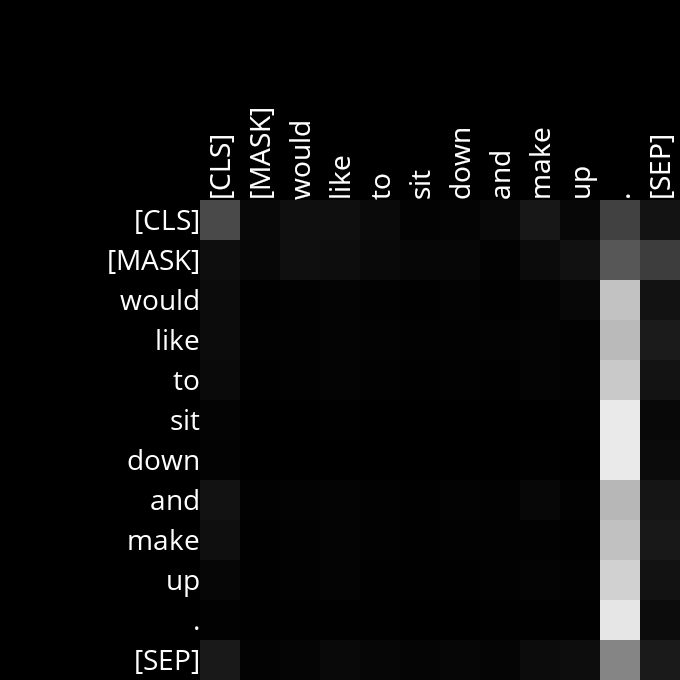 [CLS] [MASK] would like to sit down and make up . [SEP]
[CLS]
[MASK]
would
like
to
sit
down
and
make
up
.
[SEP]